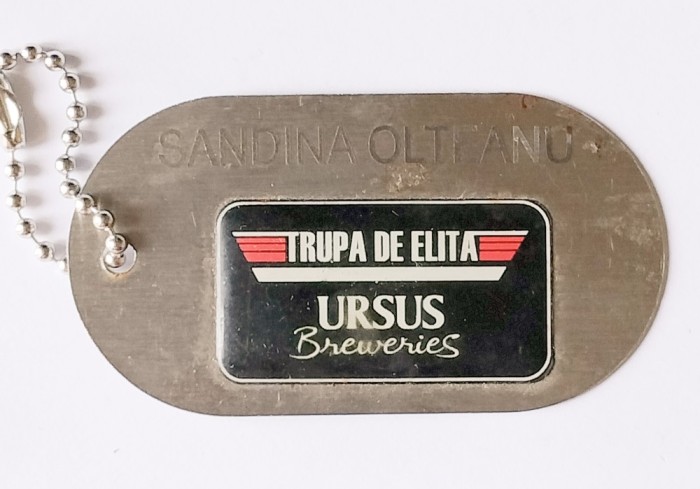 SANDINA OLTEANU
TRUPA DE ELITA
URSUS
Breweries